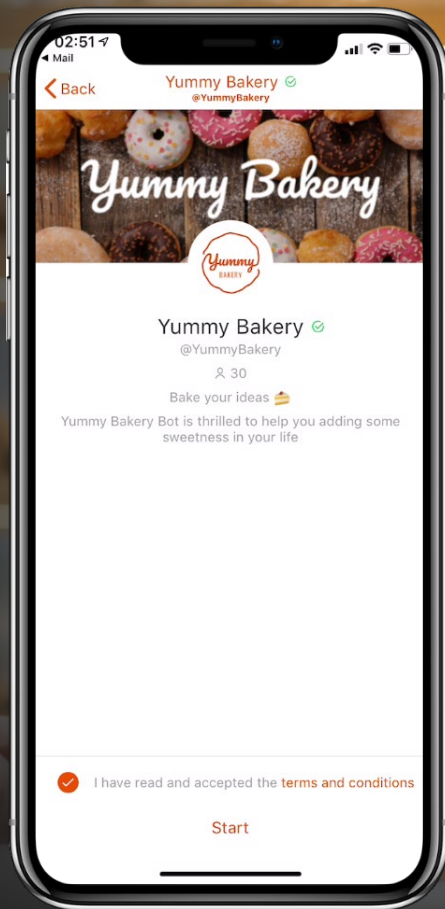 02:51
Mail
Back
Yummy Bakery
@YummyBakery
Yummy Bakery
Yummy
BAKERY
Yummy Bakery
@YummyBakery
30
Bake your ideas 🍰
Yummy Bakery Bot is thrilled to help you adding some
sweetness in your life
I have read and accepted the terms and conditions
Start